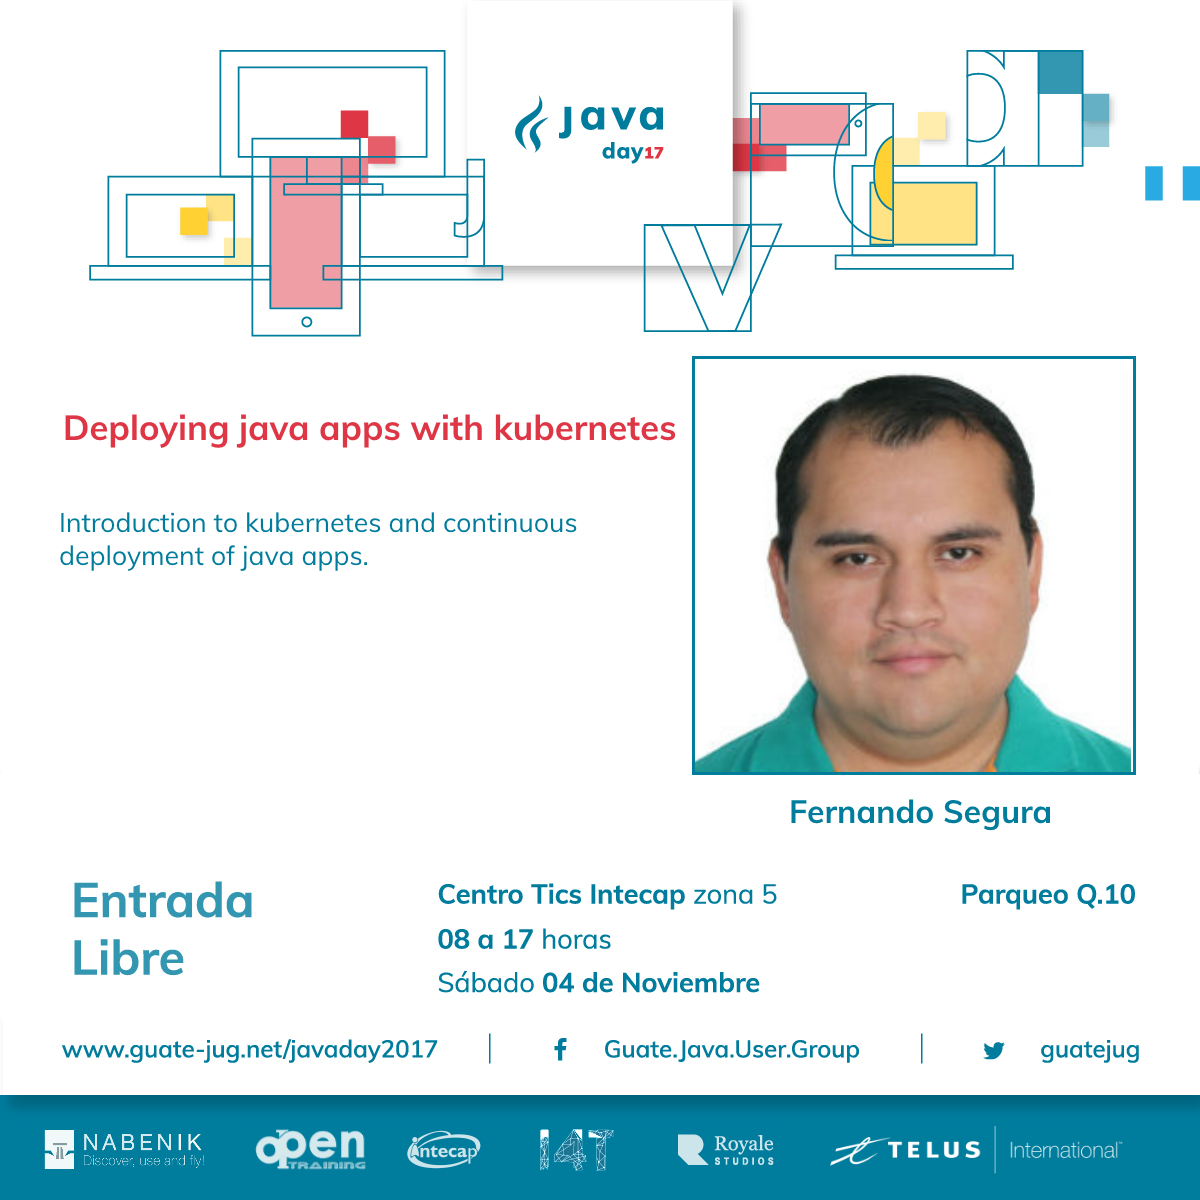 Java
day17
Deploying java apps with kubernetes
Introduction to kubernetes and continuous
deployment of java apps.
Fernando Segura
Entrada
Libre
Centro Tics Intecap zona 5
08 a 17 horas
Sábado 04 de Noviembre
Parqueo Q.10
www.guate-jug.net/javaday2017
Guate.Java.User.Group
guatejug
NABENIK
Discover, use and fly!
open
TRAINING
intecap
I4T
Royale
STUDIOS
TELUS International™